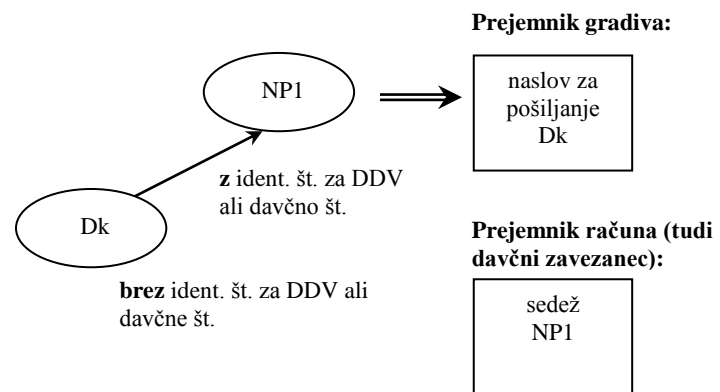 Prejemnik gradiva:
NP1
naslov za
pošiljanje
Dk
z ident. št. za DDV
ali davčno št.
Dk
Prejemnik računa (tudi
davčni zavezanec):
brez ident. št. za DDV ali
davčne št.
sedež
NP1